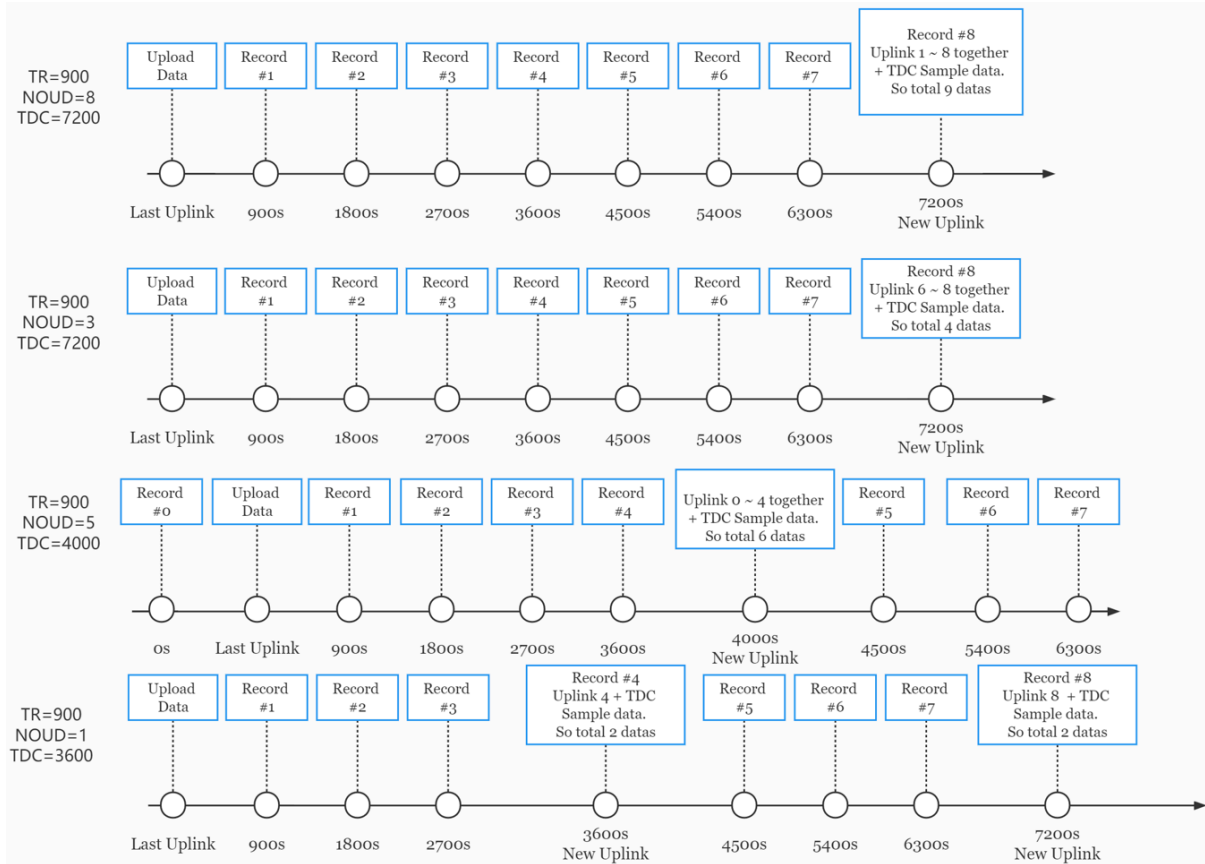 TR=900
NOUD=8
TDC=7200
Upload
Data
Record
#1
Record
#2
Record
#3
Record
#4
Record
#5
Record
#6
Record
#7
Record #8
Uplink 1 ~ 8 together
+ TDC Sample data.
So total 9 datas
Last Uplink
900s
1800s
2700s
3600s
4500s
5400s
6300s
7200s
New Uplink
TR=900
NOUD=3
TDC=7200
Upload
Data
Record
#1
Record
#2
Record
#3
Record
#4
Record
#5
Record
#6
Record
#7
Record #8
Uplink 6 ~ 8 together
+ TDC Sample data.
So total 4 datas
Last Uplink
900s
1800s
2700s
3600s
4500s
5400s
6300s
7200s
New Uplink
TR=900
NOUD=5
TDC=4000
Record
#0
Upload
Data
Record
#1
Record
#2
Record
#3
Record
#4
Uplink 0 ~ 4 together
+ TDC Sample data.
So total 6 datas
Record
#5
Record
#6
Record
#7
0s
Last Uplink
900s
1800s
2700s
3600s
4000s
New Uplink
4500s
5400s
6300s
TR=900
NOUD=1
TDC=3600
Upload
Data
Record
#1
Record
#2
Record
#3
Record #4
Uplink 4 + TDC
Sample data.
So total 2 datas
Record
#5
Record
#6
Record
#7
Record #8
Uplink 8 + TDC
Sample data.
So total 2 datas
Last Uplink
900s
1800s
2700s
3600s
New Uplink
4500s
5400s
6300s
7200s
New Uplink